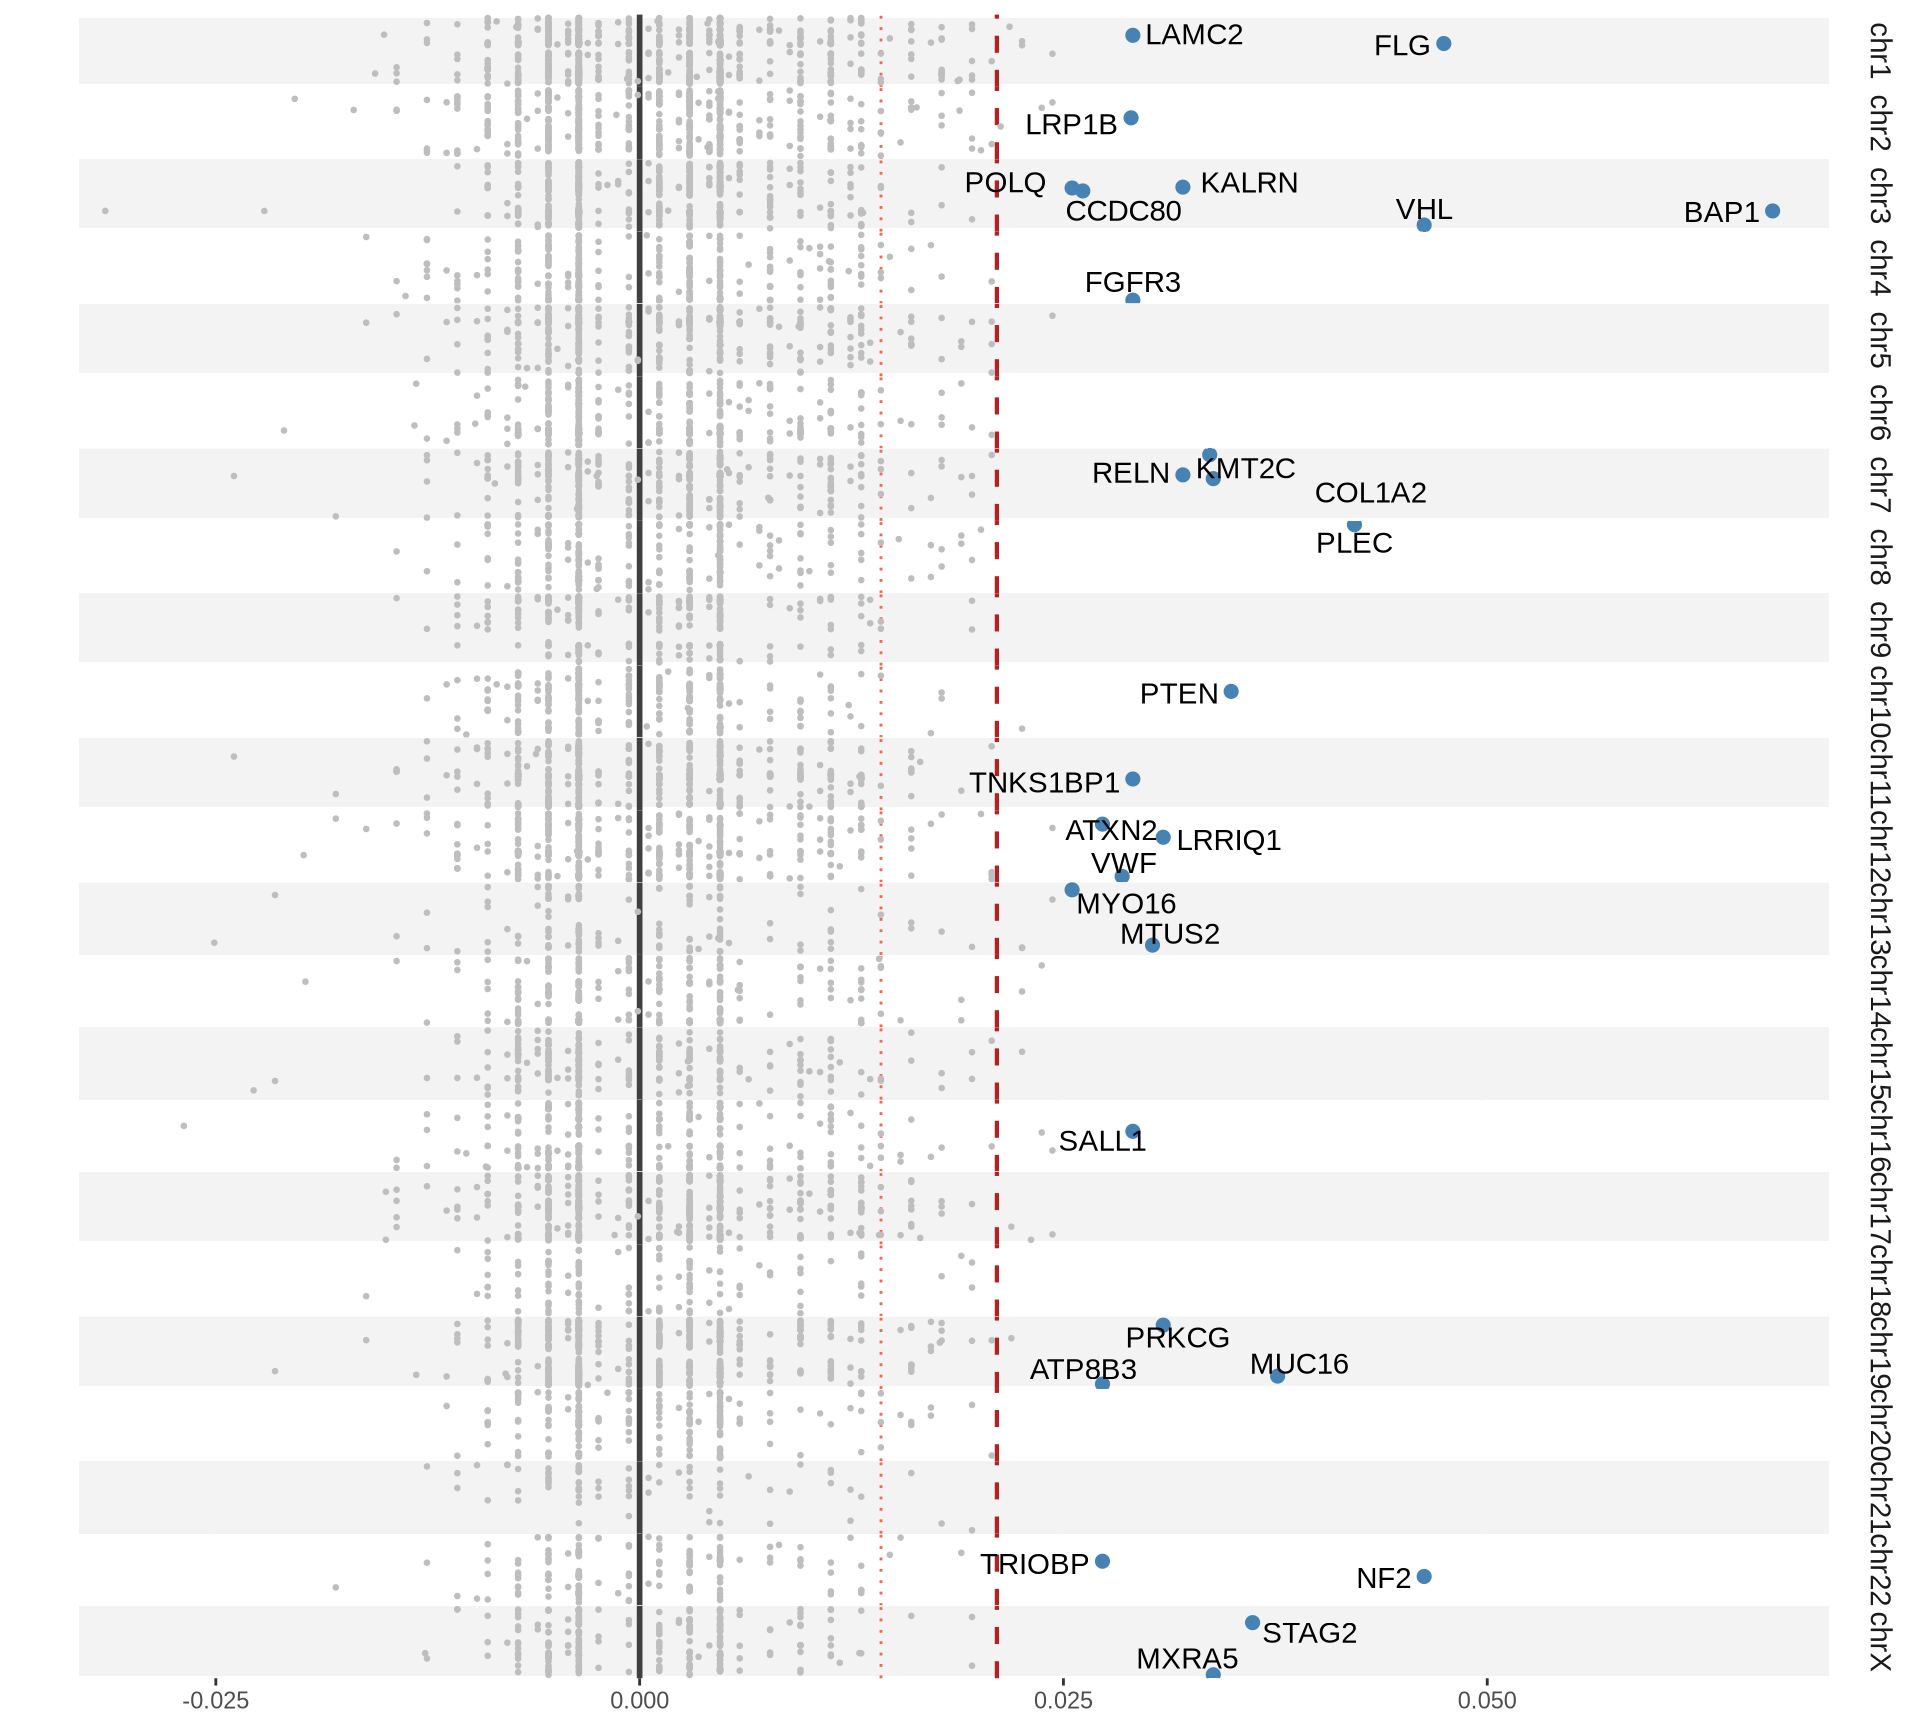 LAMC2
FLG
chr1
LRP1B
chr2
POLQ
KALRN
CCDC80
VHL
BAP1
chr3
FGFR3
chr4
chr5
chr6
RELN
KMT2C
COL1A2
chr7
PLEC
chr8
chr9
PTEN
chr10
TNKS1BP1
chr11
ATXN2
LRRIQ1
VWF
chr12
MYO16
MTUS2
chr13
chr14
chr15
SALL1
chr16
chr17
chr18
PRKCG
ATP8B3
MUC16
chr19
chr20
chr21
TRIOBP
NF2
chr22
STAG2
MXRA5
chrX
-0.025
0.000
0.025
0.050